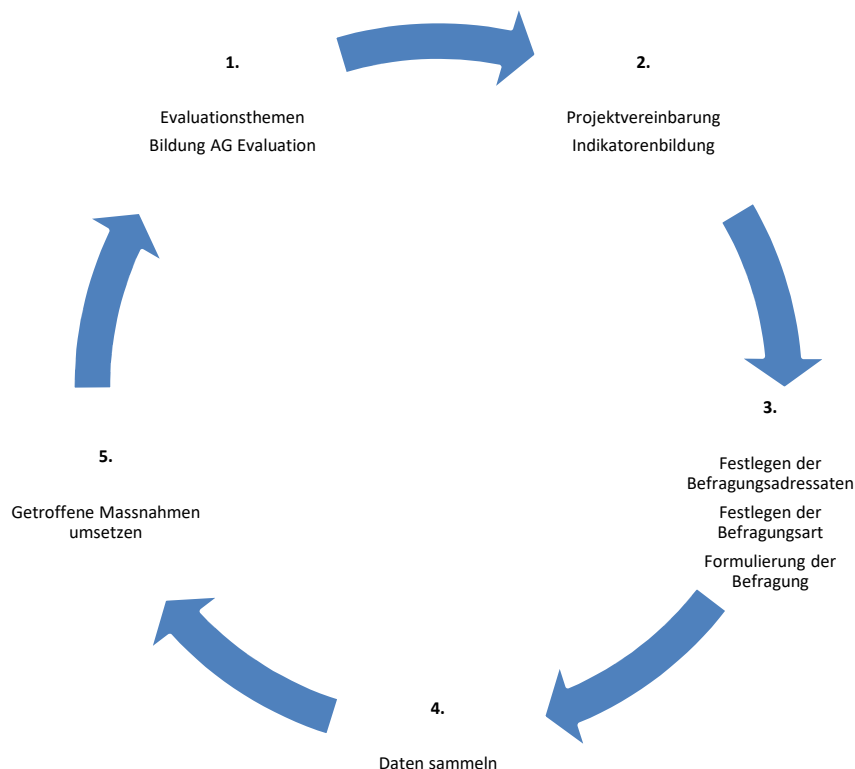 1.
Evaluationsthemen
Bildung AG Evaluation
2.
Projektvereinbarung
Indikatorenbildung
3.
Festlegen der
Befragungsadressaten
Festlegen der
Befragungsart
Formulierung der
Befragung
4.
Daten sammeln
5.
Getroffene Massnahmen
umsetzen